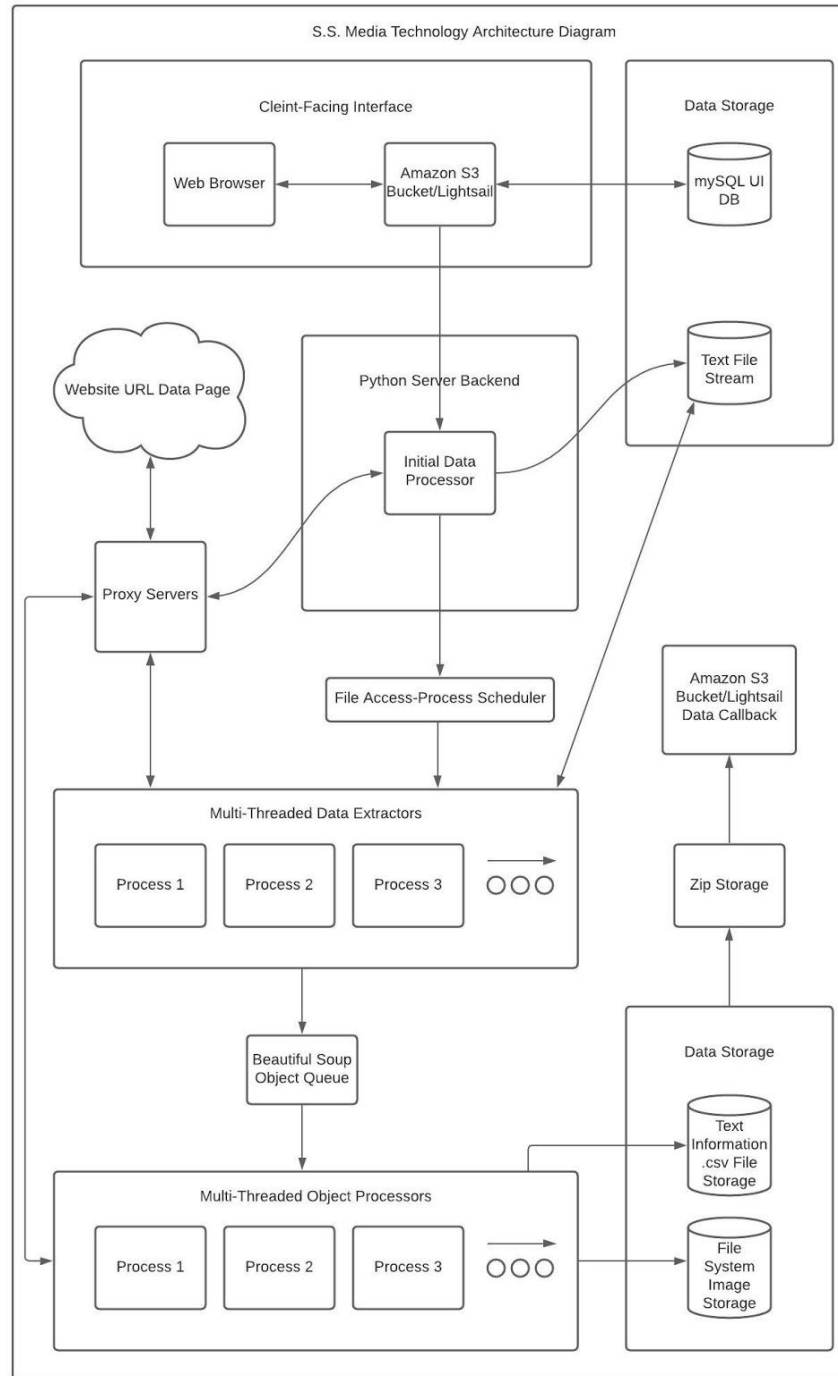 S.S. Media Technology Architecture Diagram
Cleint-Facing Interface
Web Browser
Amazon S3
Bucket/Lightsail
Data Storage
mySQL UI
DB
Text File
Stream
Website URL Data Page
Python Server Backend
Initial Data
Processor
Proxy Servers
File Access-Process Scheduler
Amazon S3
Bucket/Lightsail
Data Callback
Multi-Threaded Data Extractors
Process 1
Process 2
Process 3
Zip Storage
Beautiful Soup
Object Queue
Data Storage
Text
Information
.csv File
Storage
Multi-Threaded Object Processors
Process 1
Process 2
Process 3
File
System
Image
Storage